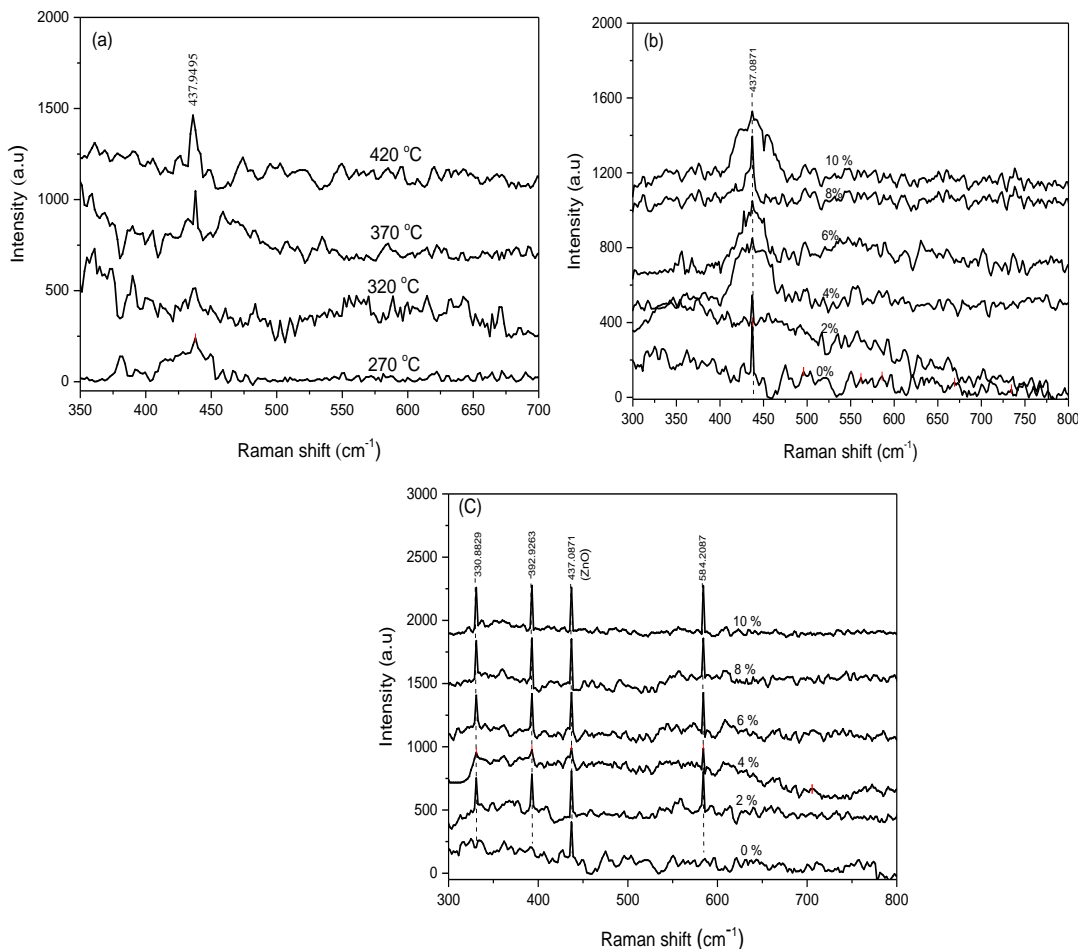 (a)
2000
1500
1000
500
0
Intensity (a.u)
437.9495
420 °C
370 °C
320 °C
270 °C
350 400 450 500 550 600 650 700
Raman shift (cm-1)
(b)
2000
1600
1200
800
400
0
Intensity (a.u)
437.0871
10 %
8%
6%
4%
2%
0%
300 350 400 450 500 550 600 650 700 750 800
Raman shift (cm-1)
(C)
3000
2500
2000
1500
1000
500
0
Intensity (a.u)
330.8829
392.9263
437.0871
(ZnO)
584.2087
10 %
8 %
6 %
4 %
2 %
0 %
300 400 500 600 700 800
Raman shift (cm-1)